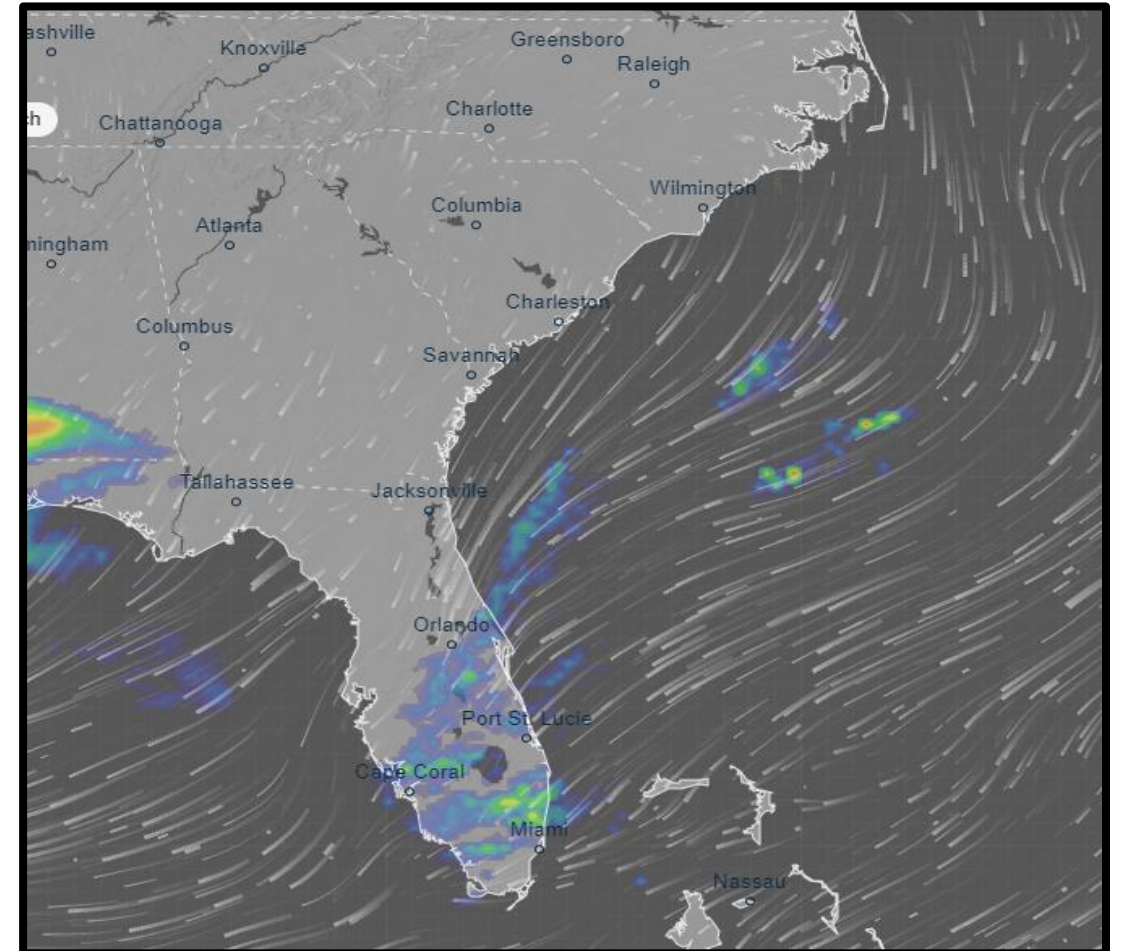 ashville
Knoxville
Greensboro
Raleigh
Charlotte
ch
Chattanooga
Wilmington
Columbia
Atlanta
mingham
Charleston
Columbus
Savannah
Tallahassee
Jacksonville
Orlando
Port St. Lucie
Cape Coral
Miami
Nassau